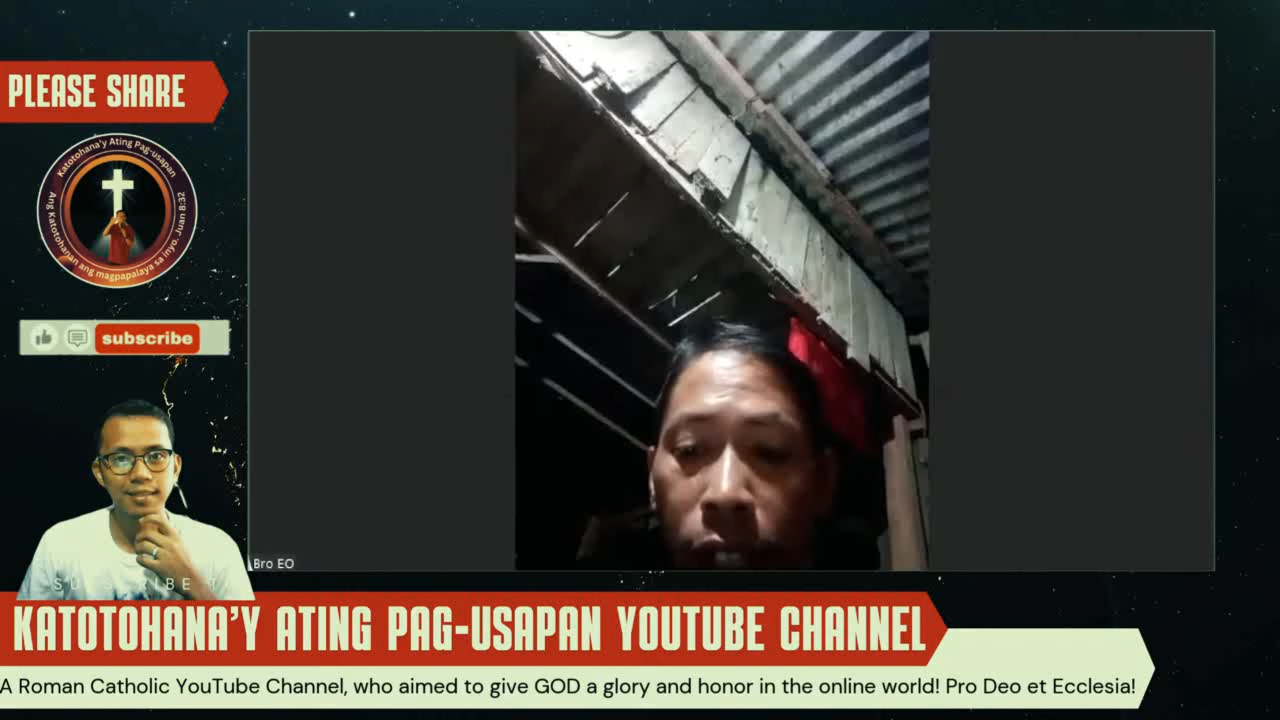 PLEASE SHARE
Katotohana'y Ating Pag-usapan
Ang Katotohanan ang magpapalaya sa inyo. Juan 8:32
subscribe
Bro EO
KATOTOHANA'Y ATING PAG-USAPAN YOUTUBE CHANNEL
A Roman Catholic YouTube Channel, who aimed to give GOD a glory and honor in the online world! Pro Deo et Ecclesia!